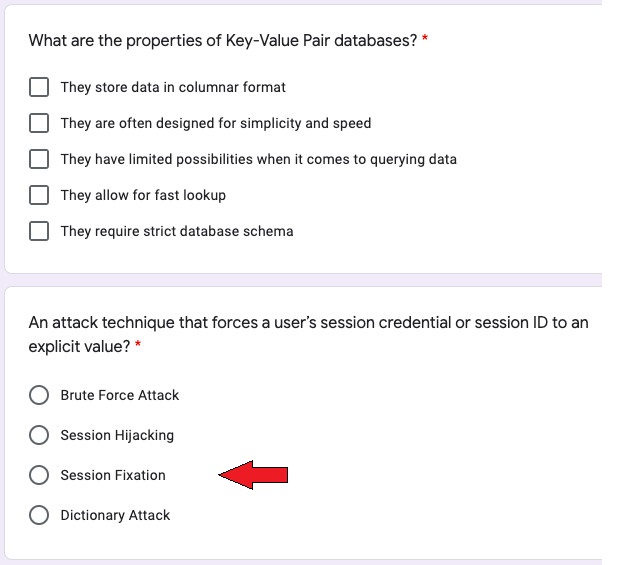 What are the properties of Key-Value Pair databases? *
They store data in columnar format
They are often designed for simplicity and speed
They have limited possibilities when it comes to querying data
They allow for fast lookup
They require strict database schema
An attack technique that forces a user’s session credential or session ID to an
explicit value? *
Brute Force Attack
Session Hijacking
Session Fixation
Dictionary Attack